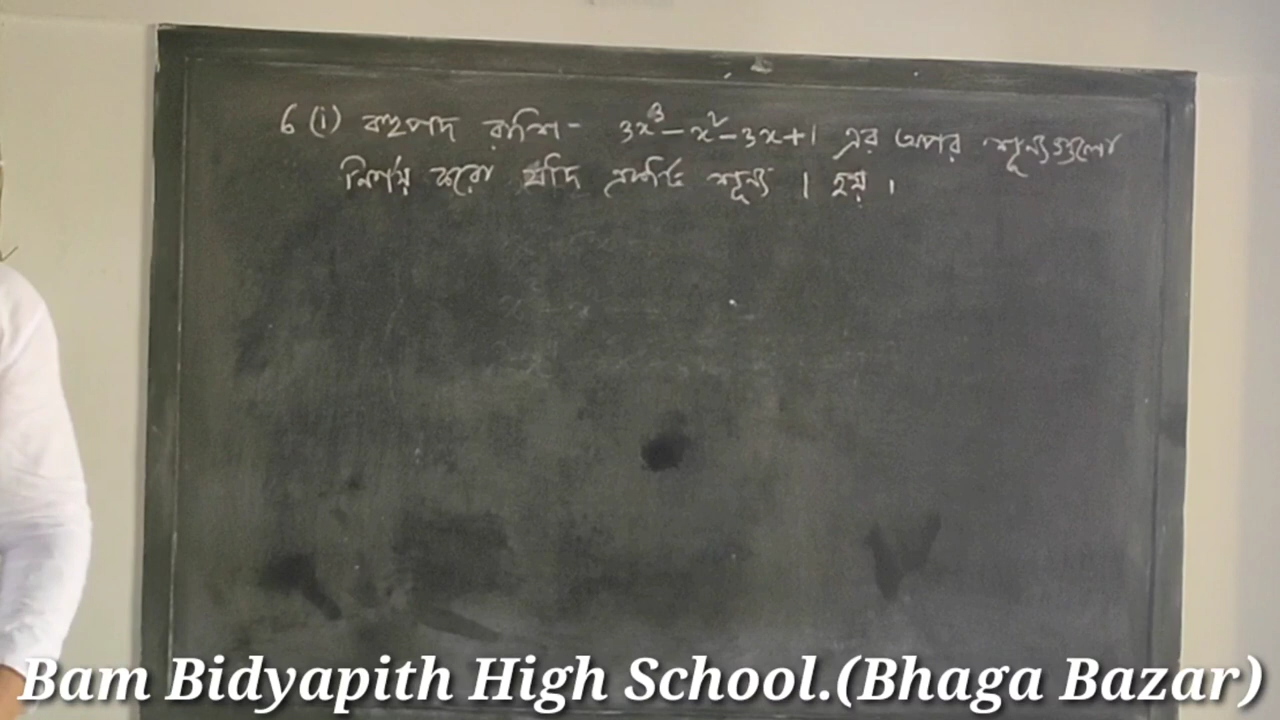 6 (i) বহুপদ রাশি - 3x³ - x² - 3x + 1 এর অপর শূন্যগুলো
নির্ণয় করো যদি একটি শূন্য 1 হয় ।
Bam Bidyapith High School.(Bhaga Bazar)